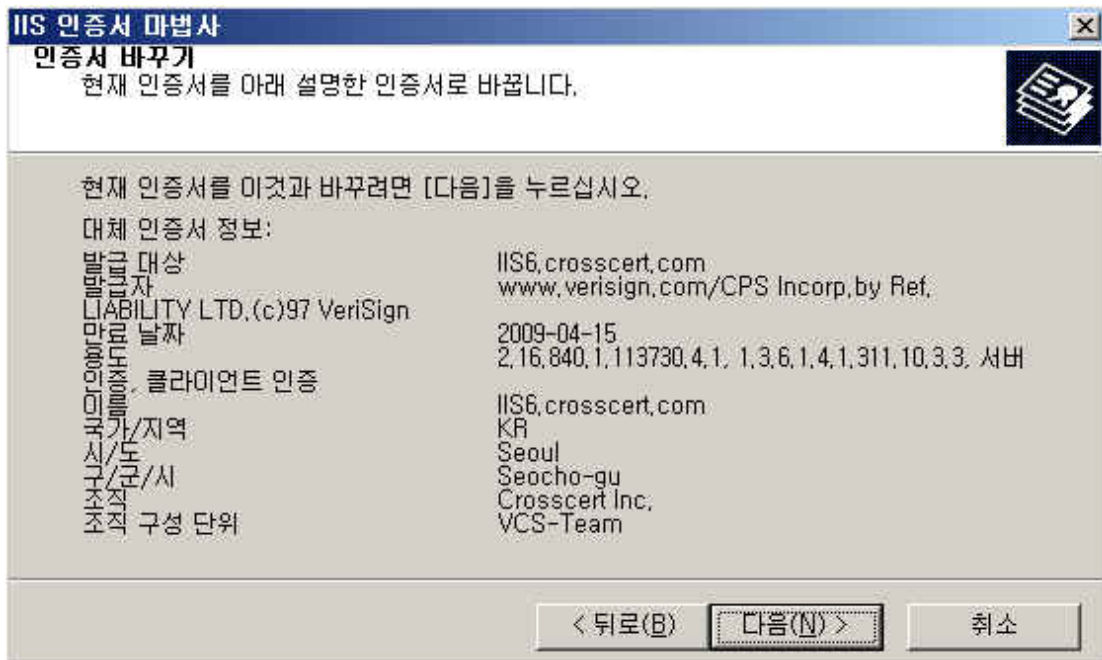 IIS 인증서 마법사
인증서 바꾸기
현재 인증서를 아래 설명한 인증서로 바꿉니다.
현재 인증서를 이것과 바꾸려면 [다음]을 누르십시오.
대체 인증서 정보:
발급 대상 IIS6.crosscert.com
발급자 www.verisign.com/CPS Incorp.by Ref.
LIABILITY LTD.(c)97 VeriSign
만료 날짜 2009-04-15
용도 2.16.840.1.113730.4.1, 1.3.6.1.4.1.311.10.3.3, 서버
인증, 클라이언트 인증
이름 IIS6.crosscert.com
국가/지역 KR
시/도 Seoul
구/군/시 Seocho-gu
조직 Crosscert Inc.
조직 구성 단위 VCS-Team
< 뒤로(B) 다음(N) > 취소